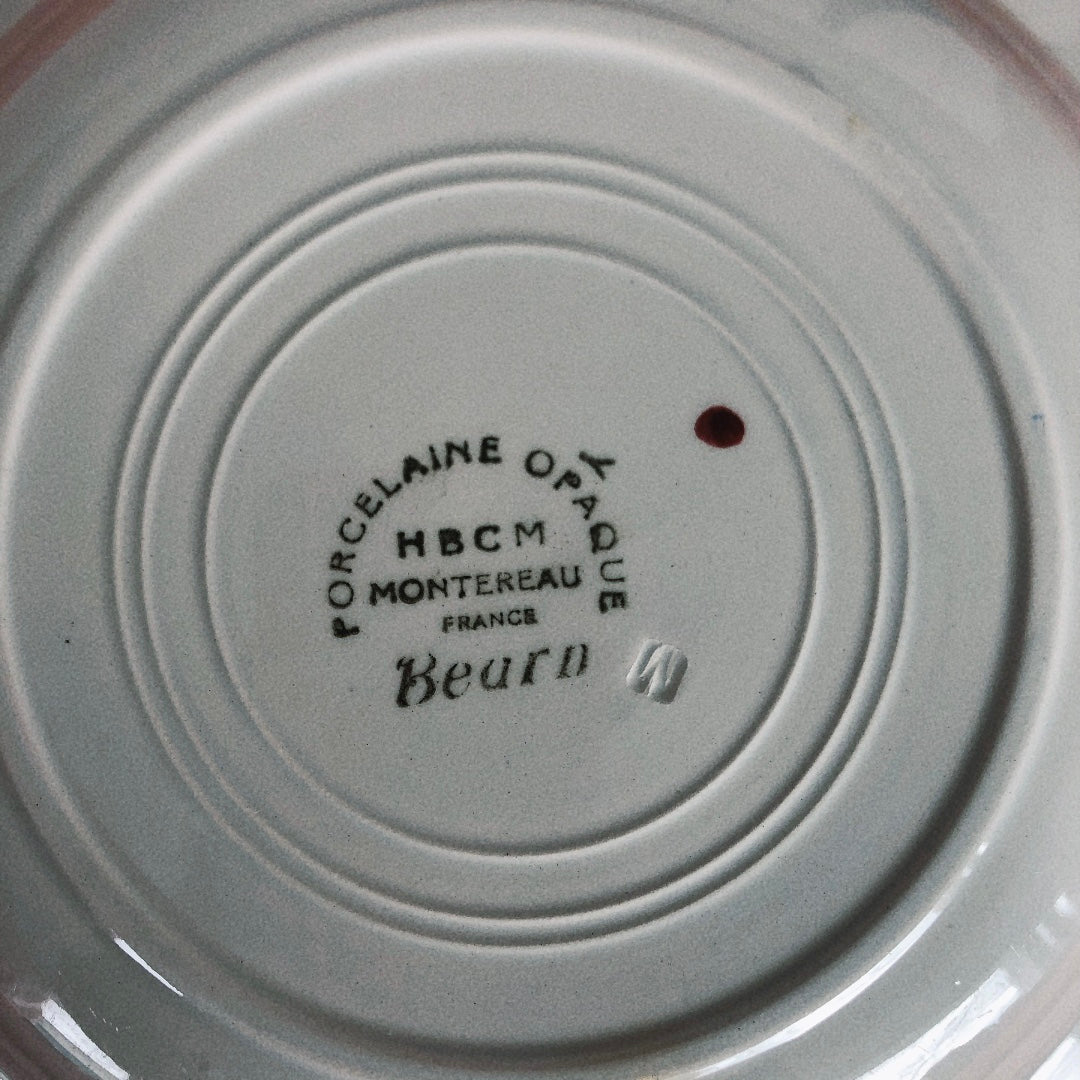 PORCELAINE OPAQUE
Y
HBCM
MONTEREAU
FRANCE
Bearn